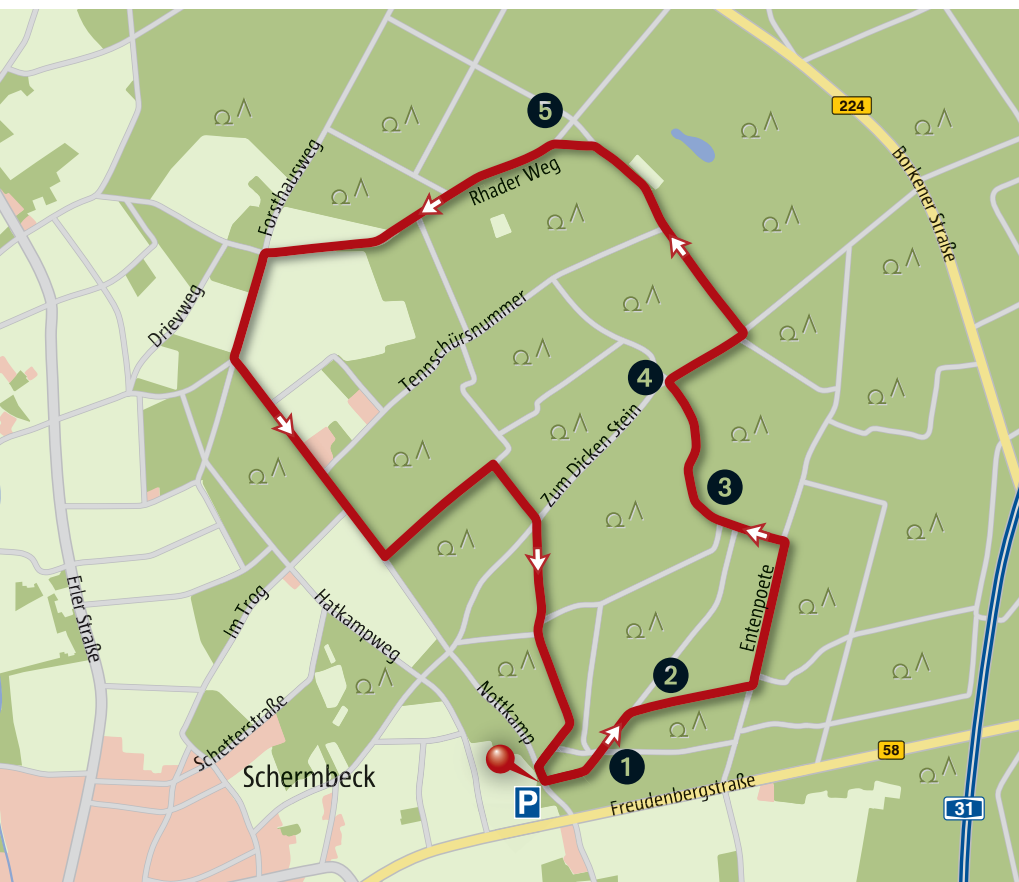 5
224
Borkener Straße
Forsthausweg
Rhader Weg
Drievweg
Tennschürsnummer
4
Zum Dicken Stein
3
Erler Straße
Im Trog
Hatkampweg
Entenpoete
2
Nottkamp
Schetterstraße
58
Schermbeck
1
P
Freudenbergstraße
31